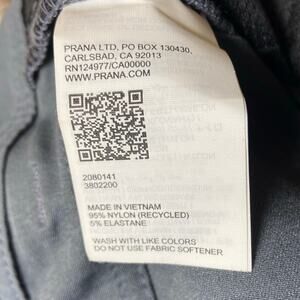 PRANA LTD, PO BOX 130430,
CARLSBAD, CA 92013
RN124977/CA00000
WWW.PRANA.COM
2080141
3802200
MADE IN VIETNAM
95% NYLON (RECYCLED)
5% ELASTANE
WASH WITH LIKE COLORS
DO NOT USE FABRIC SOFTENER